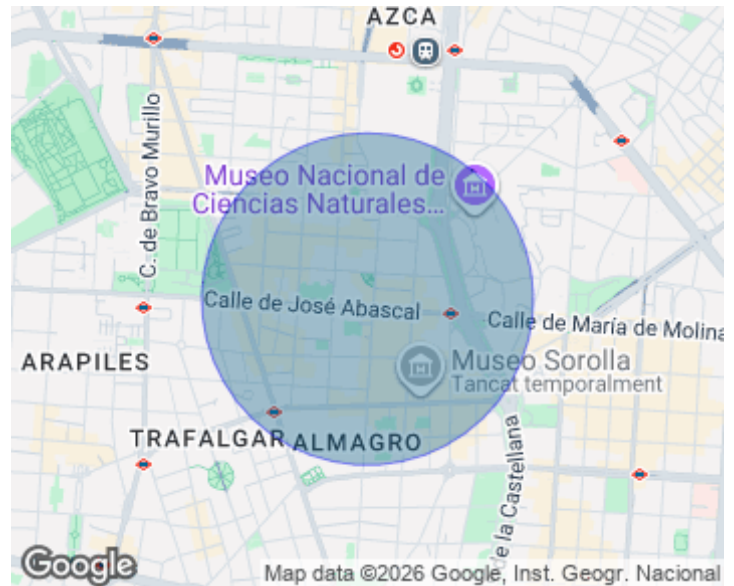 AZCA
C. de Bravo Murillo
Museo Nacional de
Ciencias Naturales...
Calle de José Abascal
Calle de María de Molina
ARAPILES
Museo Sorolla
Tancat temporalment
TRAFALGAR
ALMAGRO
de la Castellana
Google
Map data ©2026 Google, Inst. Geogr. Nacional